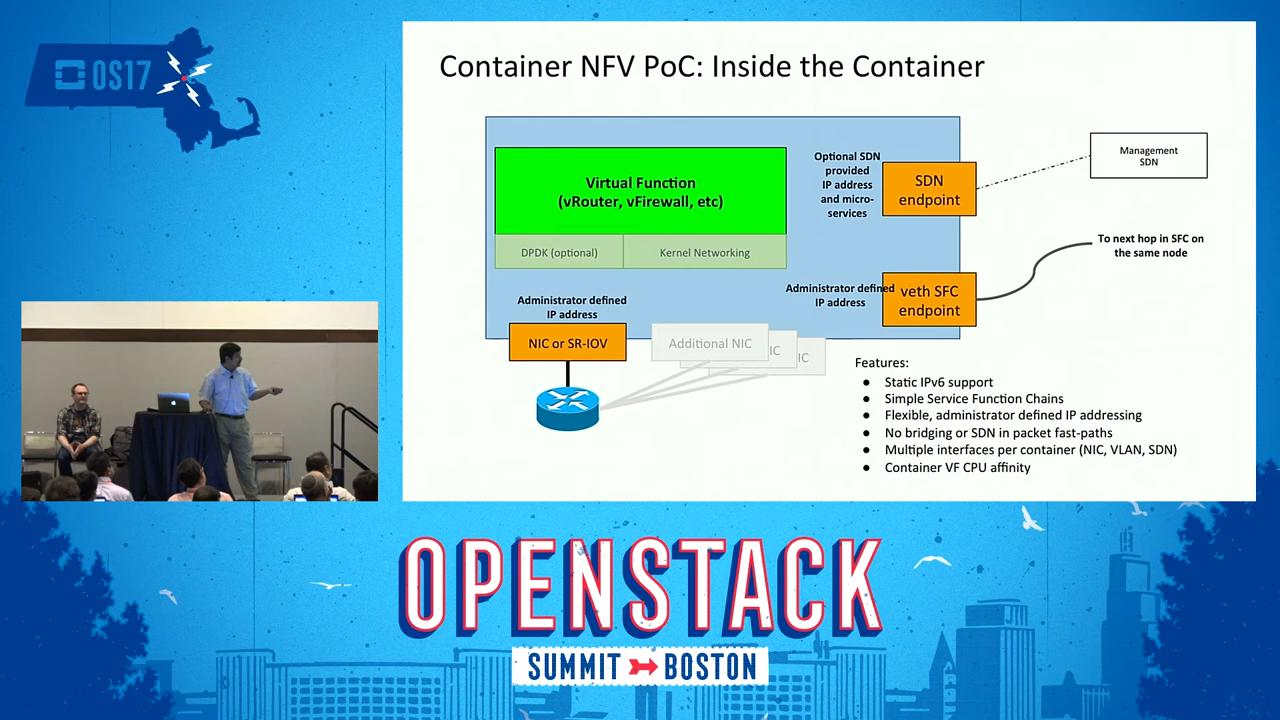 OS17
Container NFV PoC: Inside the Container
Virtual Function
(vRouter, vFirewall, etc)
DPDK (optional)
Kernel Networking
Optional SDN
provided
IP address
and micro-
services
SDN
endpoint
Management
SDN
To next hop in SFC on
the same node
Administrator defined
IP address
veth SFC
endpoint
Administrator defined
IP address
NIC or SR-IOV
Additional NIC
IC
IC
Features:
● Static IPv6 support
● Simple Service Function Chains
● Flexible, administrator defined IP addressing
● No bridging or SDN in packet fast-paths
● Multiple interfaces per container (NIC, VLAN, SDN)
● Container VF CPU affinity
OPENSTACK
SUMMIT BOSTON